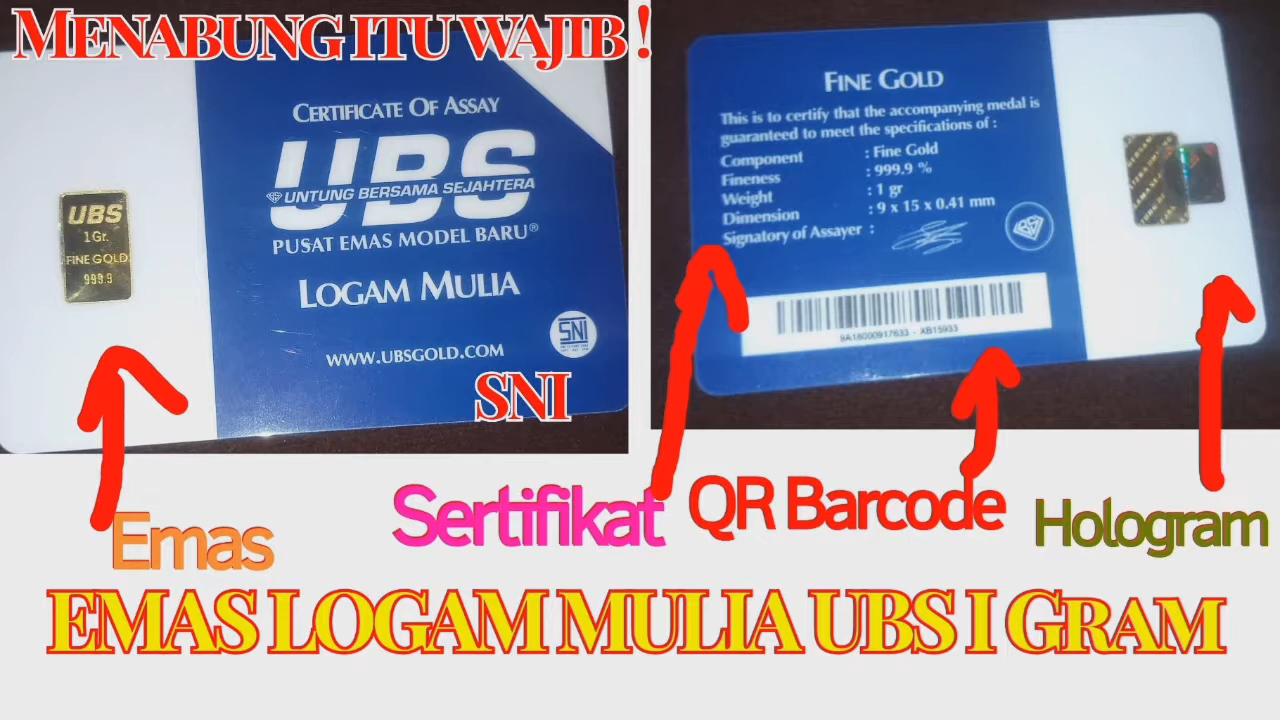 MENABUNG ITU WAJIB !
CERTIFICATE OF ASSAY
UBS
UNTUNG BERSAMA SEJAHTERA
PUSAT EMAS MODEL BARU®
LOGAM MULIA
WWW.UBSGOLD.COM
SNI
SNI
UBS
1Gr.
FINE GOLD
999.9
FINE GOLD
This is to certify that the accompanying medal is
guaranteed to meet the specifications of :
Component : Fine Gold
Fineness : 999.9 %
Weight : 1 gr
Dimension : 9 x 15 x 0.41 mm
Signatory of Assayer :
9A18000917633 - XB15933
Emas
Sertifikat
QR Barcode
Hologram
EMAS LOGAM MULIA UBS I GRAM